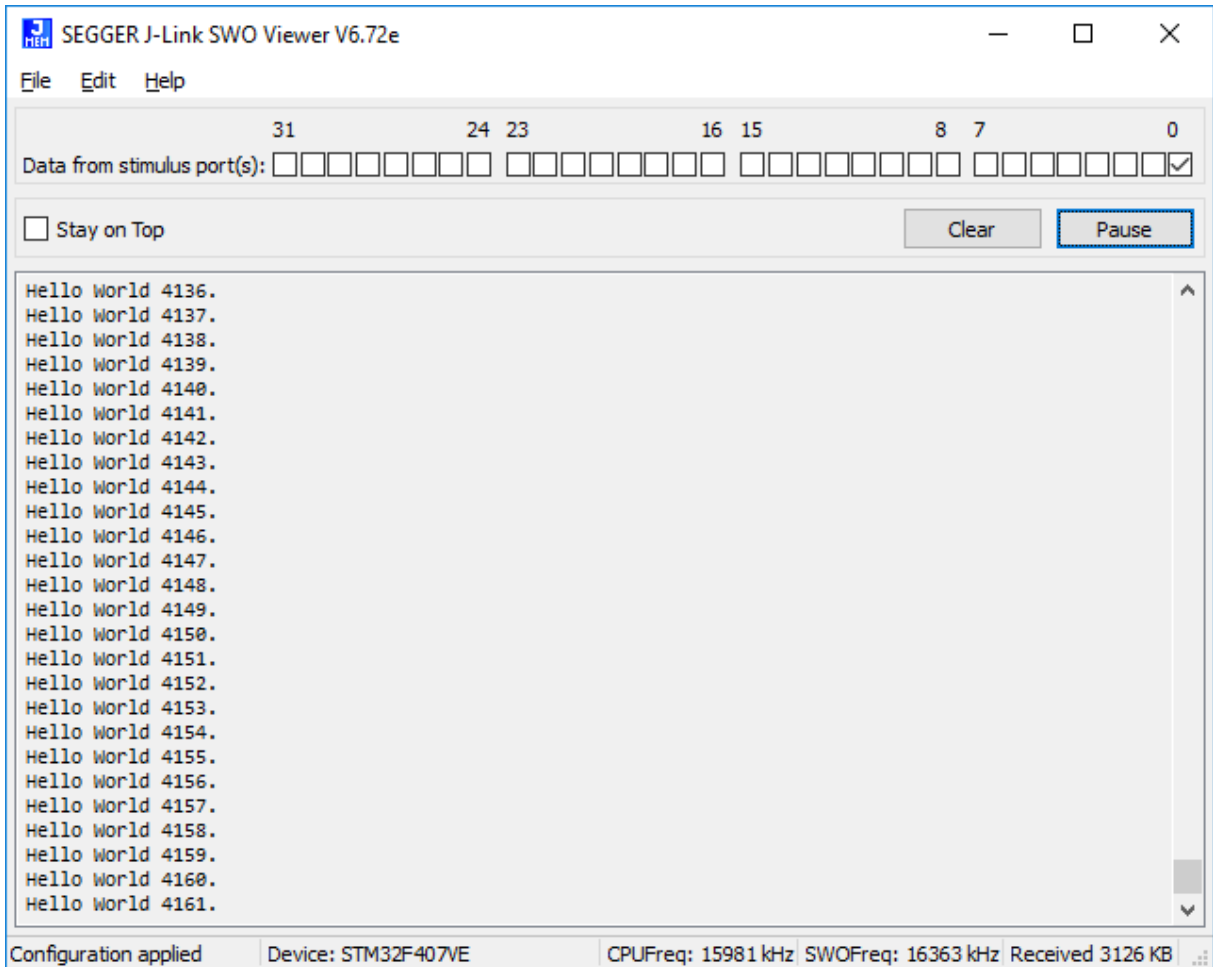 J
MEM SEGGER J-Link SWO Viewer V6.72e
File Edit Help
31 24 23 16 15 8 7 0
Data from stimulus port(s):
Stay on Top Clear Pause
Hello World 4136.
Hello World 4137.
Hello World 4138.
Hello World 4139.
Hello World 4140.
Hello World 4141.
Hello World 4142.
Hello World 4143.
Hello World 4144.
Hello World 4145.
Hello World 4146.
Hello World 4147.
Hello World 4148.
Hello World 4149.
Hello World 4150.
Hello World 4151.
Hello World 4152.
Hello World 4153.
Hello World 4154.
Hello World 4155.
Hello World 4156.
Hello World 4157.
Hello World 4158.
Hello World 4159.
Hello World 4160.
Hello World 4161.
Configuration applied Device: STM32F407VE CPUFreq: 15981 kHz SWOFreq: 16363 kHz Received 3126 KB